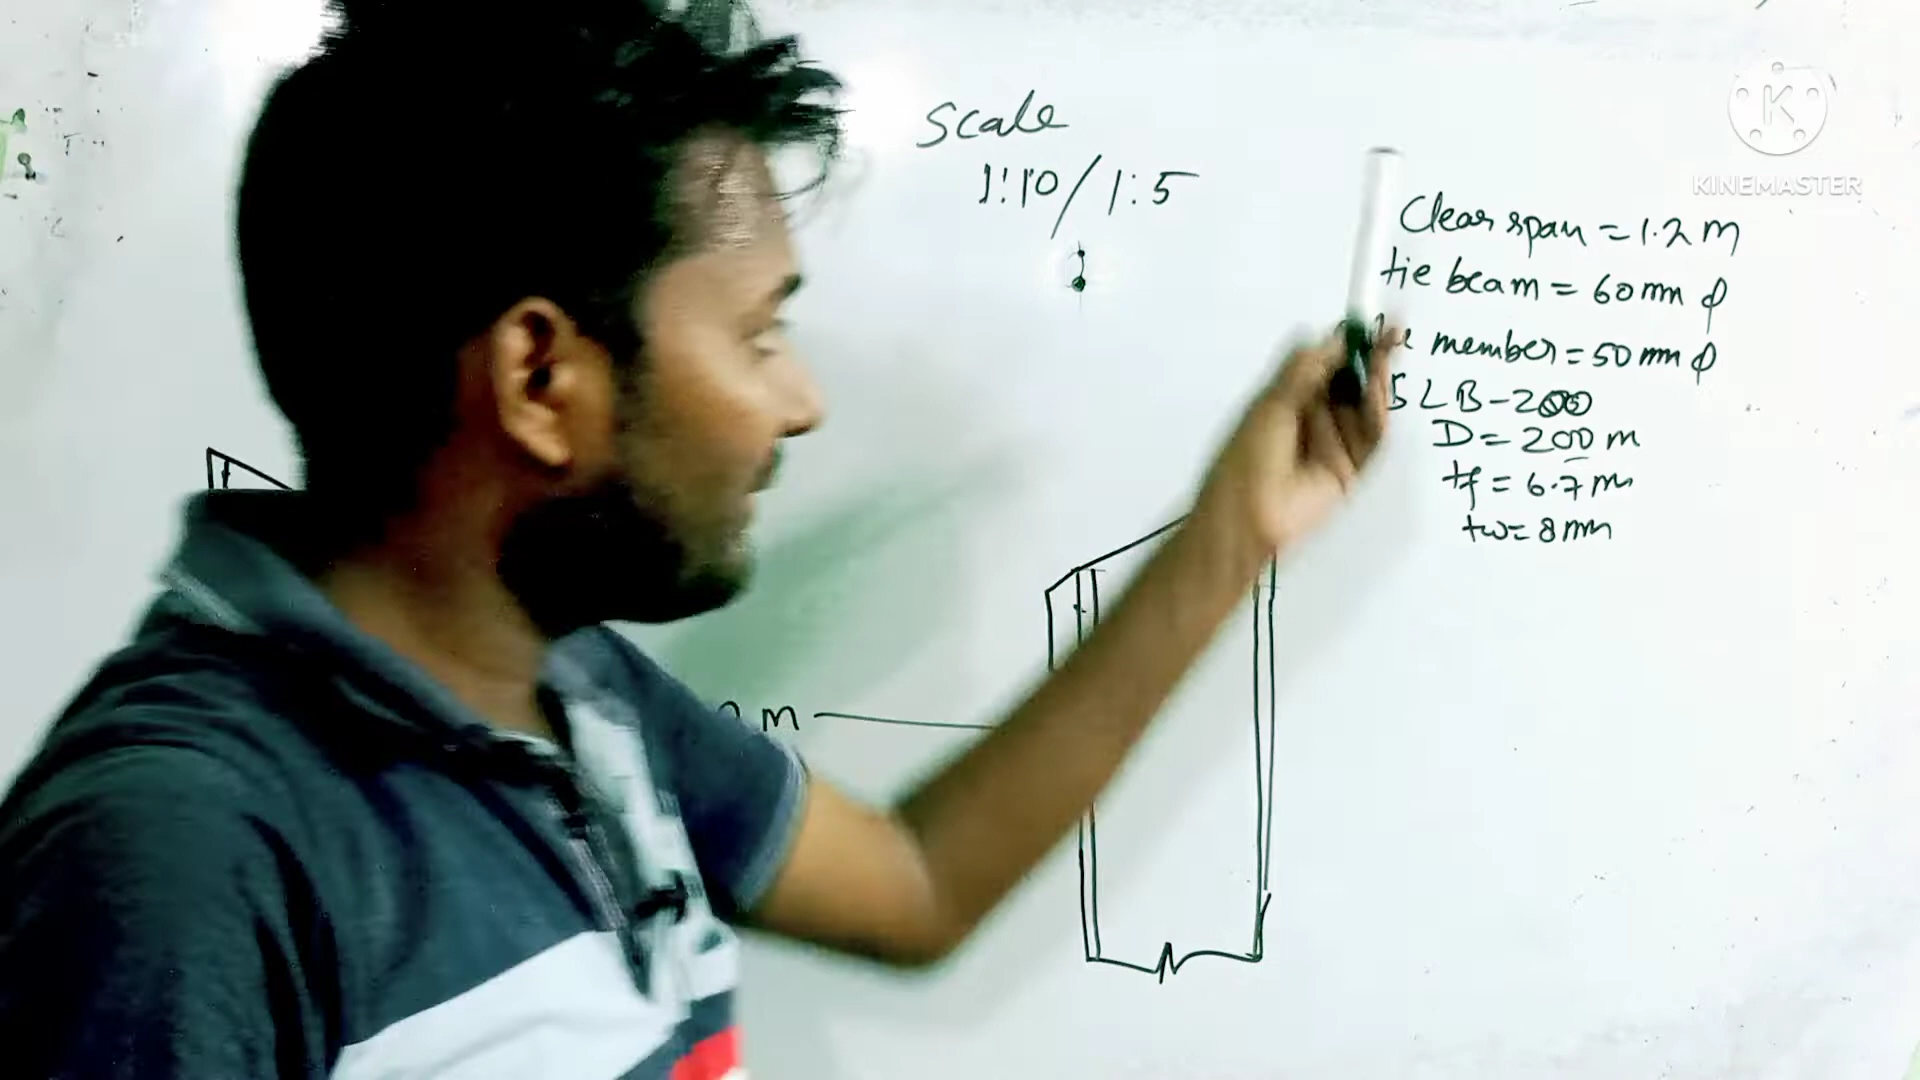 Scale
1:10/1:5
K
KINEMASTER
Clear span = 1.2 m
tie beam = 60 mm φ
member = 50 mm φ
SLB-200
D = 200 m
tf = 6.7 m
tw = 8 mm
m